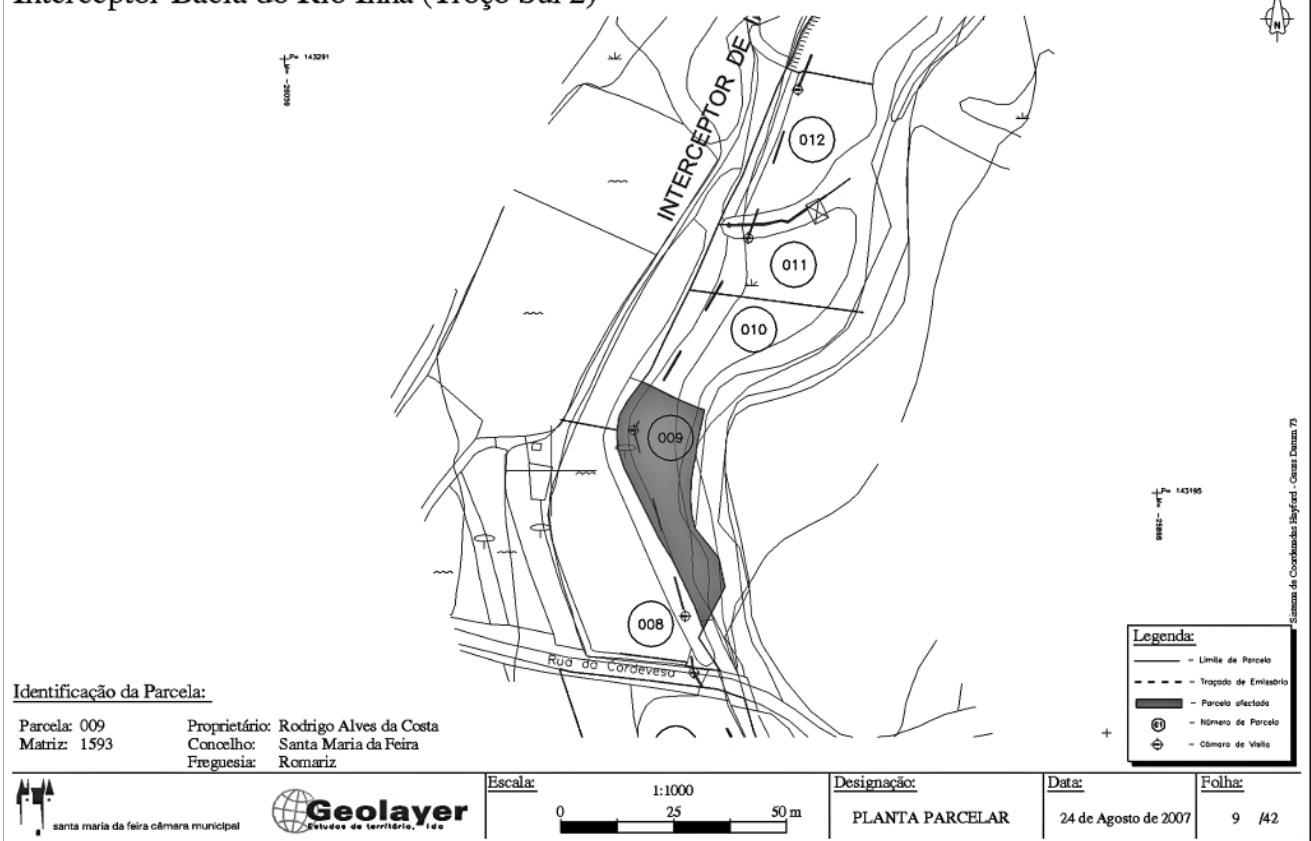 Interceptor Bacia do Rio Inha (Troço Sul 2)
N
P= 143291
INTERCEPTOR DE
012
011
010
009
008
Rua da Cordevesa
P= 143195
Sistema de Coordenadas Hayford - Gauss Datum 73
Legenda:
- Limite de Parcela
- Traçado de Emissário
- Parcela afectada
01 - Número de Parcela
- Câmara de Visita
Identificação da Parcela:
Parcela: 009 Proprietário: Rodrigo Alves da Costa
Matriz: 1593 Concelho: Santa Maria da Feira
Freguesia: Romariz
santa maria da feira câmara municipal
Geolayer
Estudos de território, lda
Escala:
1:1000
0 25 50 m
Designação:
PLANTA PARCELAR
Data:
24 de Agosto de 2007
Folha:
9 /42